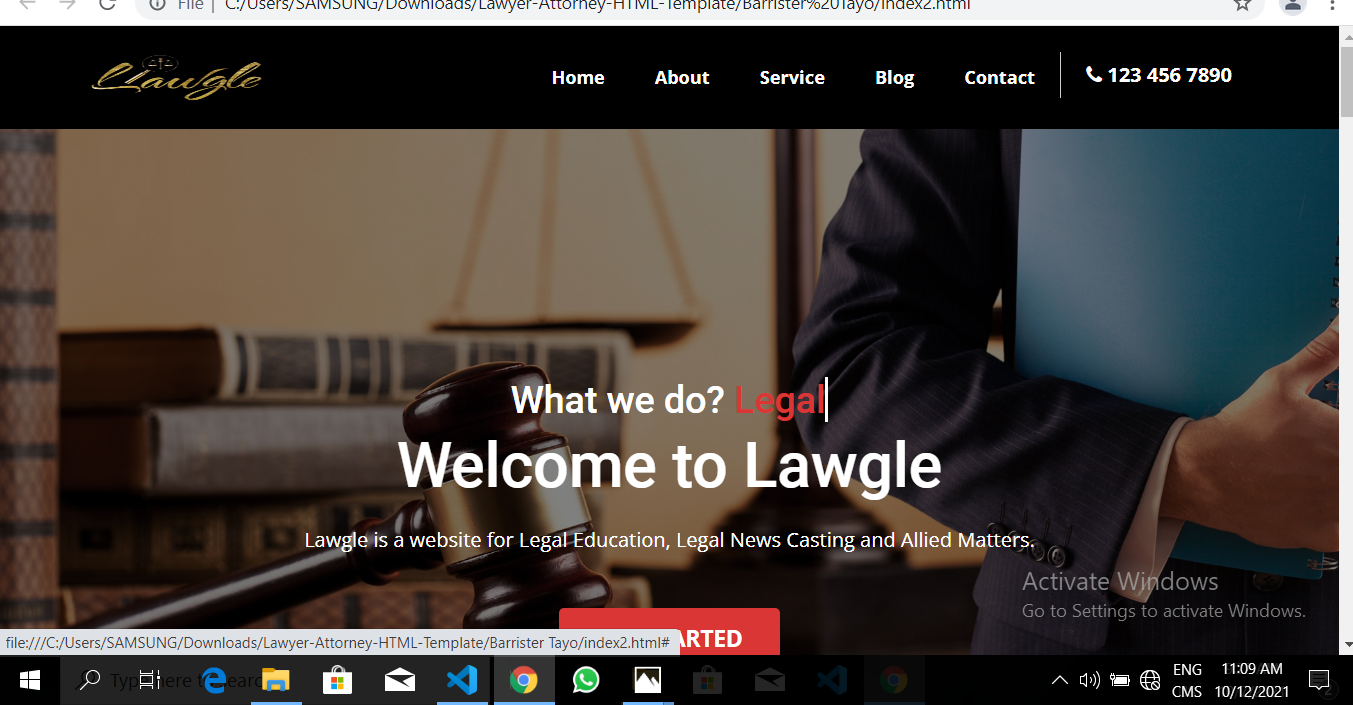 File | C:/Users/SAMSUNG/Downloads/Lawyer-Attorney-HTML-Template/Barrister%20Tayo/index2.html
Lawgle
Home About Service Blog Contact 123 456 7890
What we do? Legal
Welcome to Lawgle
Lawgle is a website for Legal Education, Legal News Casting and Allied Matters.
Activate Windows
Go to Settings to activate Windows.
ARTED
file:///C:/Users/SAMSUNG/Downloads/Lawyer-Attorney-HTML-Template/Barrister Tayo/index2.html#
Type here to search
ENG 11:09 AM
CMS 10/12/2021
2